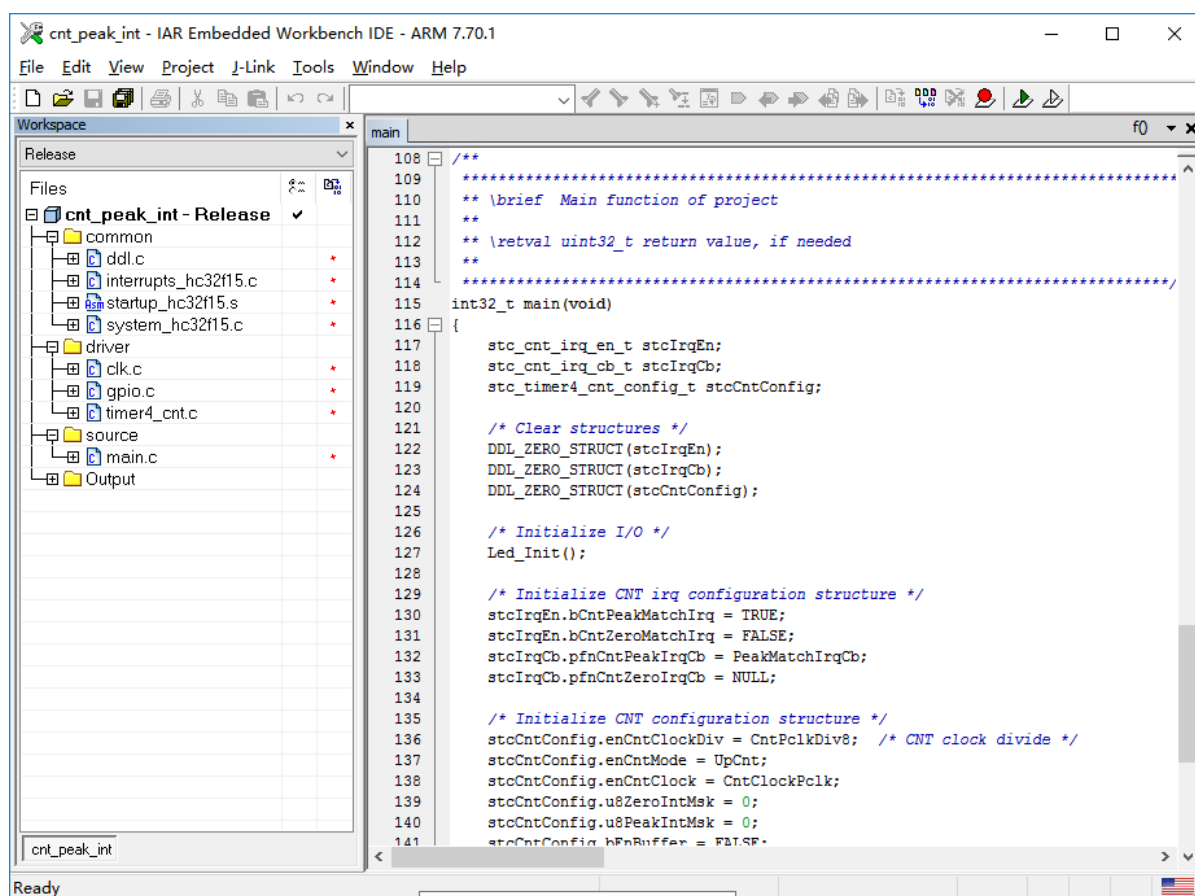 cnt_peak_int - IAR Embedded Workbench IDE - ARM 7.70.1
File Edit View Project J-Link Tools Window Help
Workspace
Release
Files
cnt_peak_int - Release
common
ddl.c
interrupts_hc32f15.c
startup_hc32f15.s
system_hc32f15.c
driver
clk.c
gpio.c
timer4_cnt.c
source
main.c
Output
cnt_peak_int
main
f()
108 /**
109 *******************************************************************************
110 ** \brief  Main function of project
111 **
112 ** \retval uint32_t return value, if needed
113 **
114 ******************************************************************************/
115 int32_t main(void)
116 {
117     stc_cnt_irq_en_t stcIrqEn;
118     stc_cnt_irq_cb_t stcIrqCb;
119     stc_timer4_cnt_config_t stcCntConfig;
120
121     /* Clear structures */
122     DDL_ZERO_STRUCT(stcIrqEn);
123     DDL_ZERO_STRUCT(stcIrqCb);
124     DDL_ZERO_STRUCT(stcCntConfig);
125
126     /* Initialize I/O */
127     Led_Init();
128
129     /* Initialize CNT irq configuration structure */
130     stcIrqEn.bCntPeakMatchIrq = TRUE;
131     stcIrqEn.bCntZeroMatchIrq = FALSE;
132     stcIrqCb.pfnCntPeakIrqCb = PeakMatchIrqCb;
133     stcIrqCb.pfnCntZeroIrqCb = NULL;
134
135     /* Initialize CNT configuration structure */
136     stcCntConfig.enCntClockDiv = CntPclkDiv8;  /* CNT clock divide */
137     stcCntConfig.enCntMode = UpCnt;
138     stcCntConfig.enCntClock = CntClockPclk;
139     stcCntConfig.u8ZeroIntMsk = 0;
140     stcCntConfig.u8PeakIntMsk = 0;
141     stcCntConfig.bEnBuffer = FALSE;
Ready